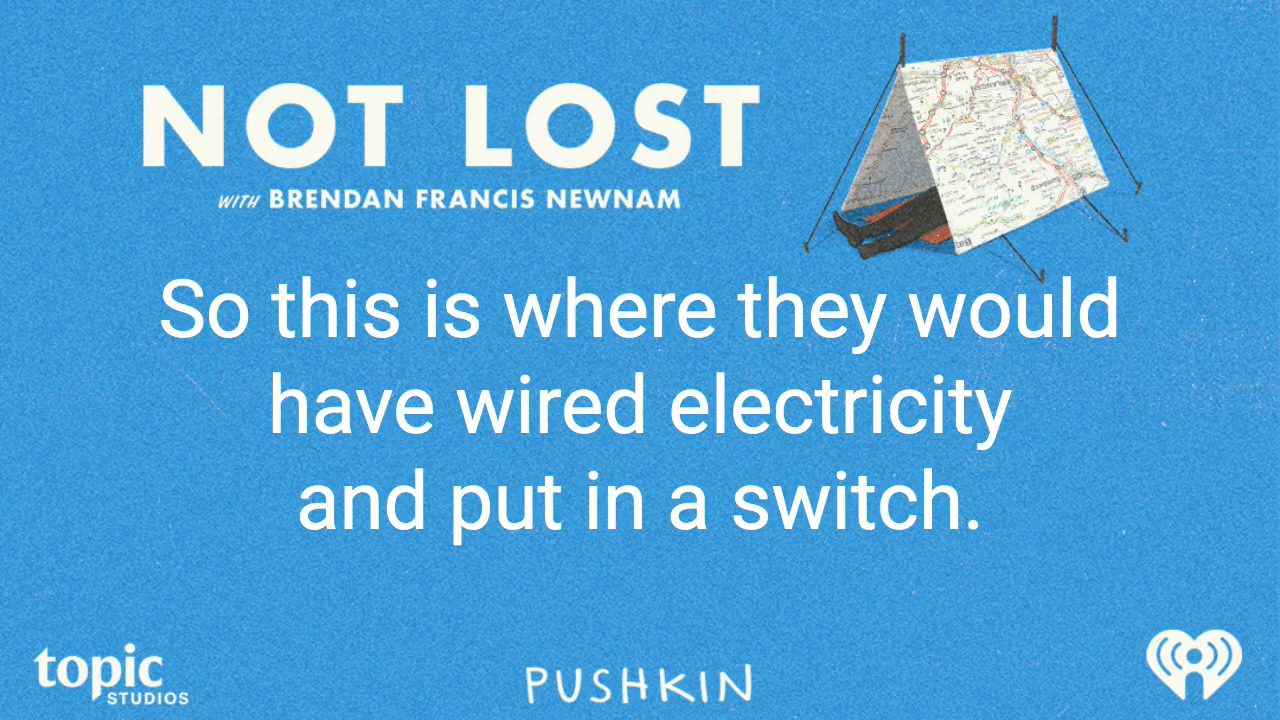 NOT LOST
WITH BRENDAN FRANCIS NEWNAM
So this is where they would
have wired electricity
and put in a switch.
topic
STUDIOS
PUSHKIN